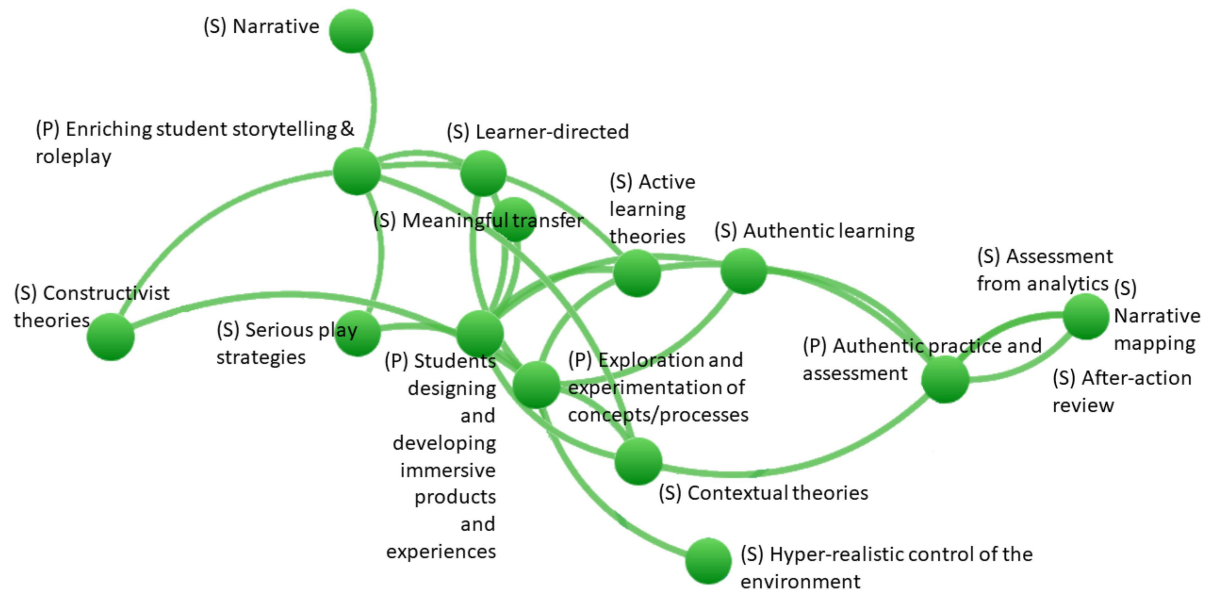 (S) Narrative
(P) Enriching student storytelling &
roleplay
(S) Learner-directed
(S) Meaningful transfer
(S) Active
learning
theories
(S) Authentic learning
(S) Assessment
from analytics
(S)
Narrative
mapping
(S) Constructivist
theories
(S) Serious play
strategies
(P) Students
designing
and
developing
immersive
products
and
experiences
(P) Exploration and
experimentation of
concepts/processes
(P) Authentic practice and
assessment
(S) After-action
review
(S) Contextual theories
(S) Hyper-realistic control of the
environment